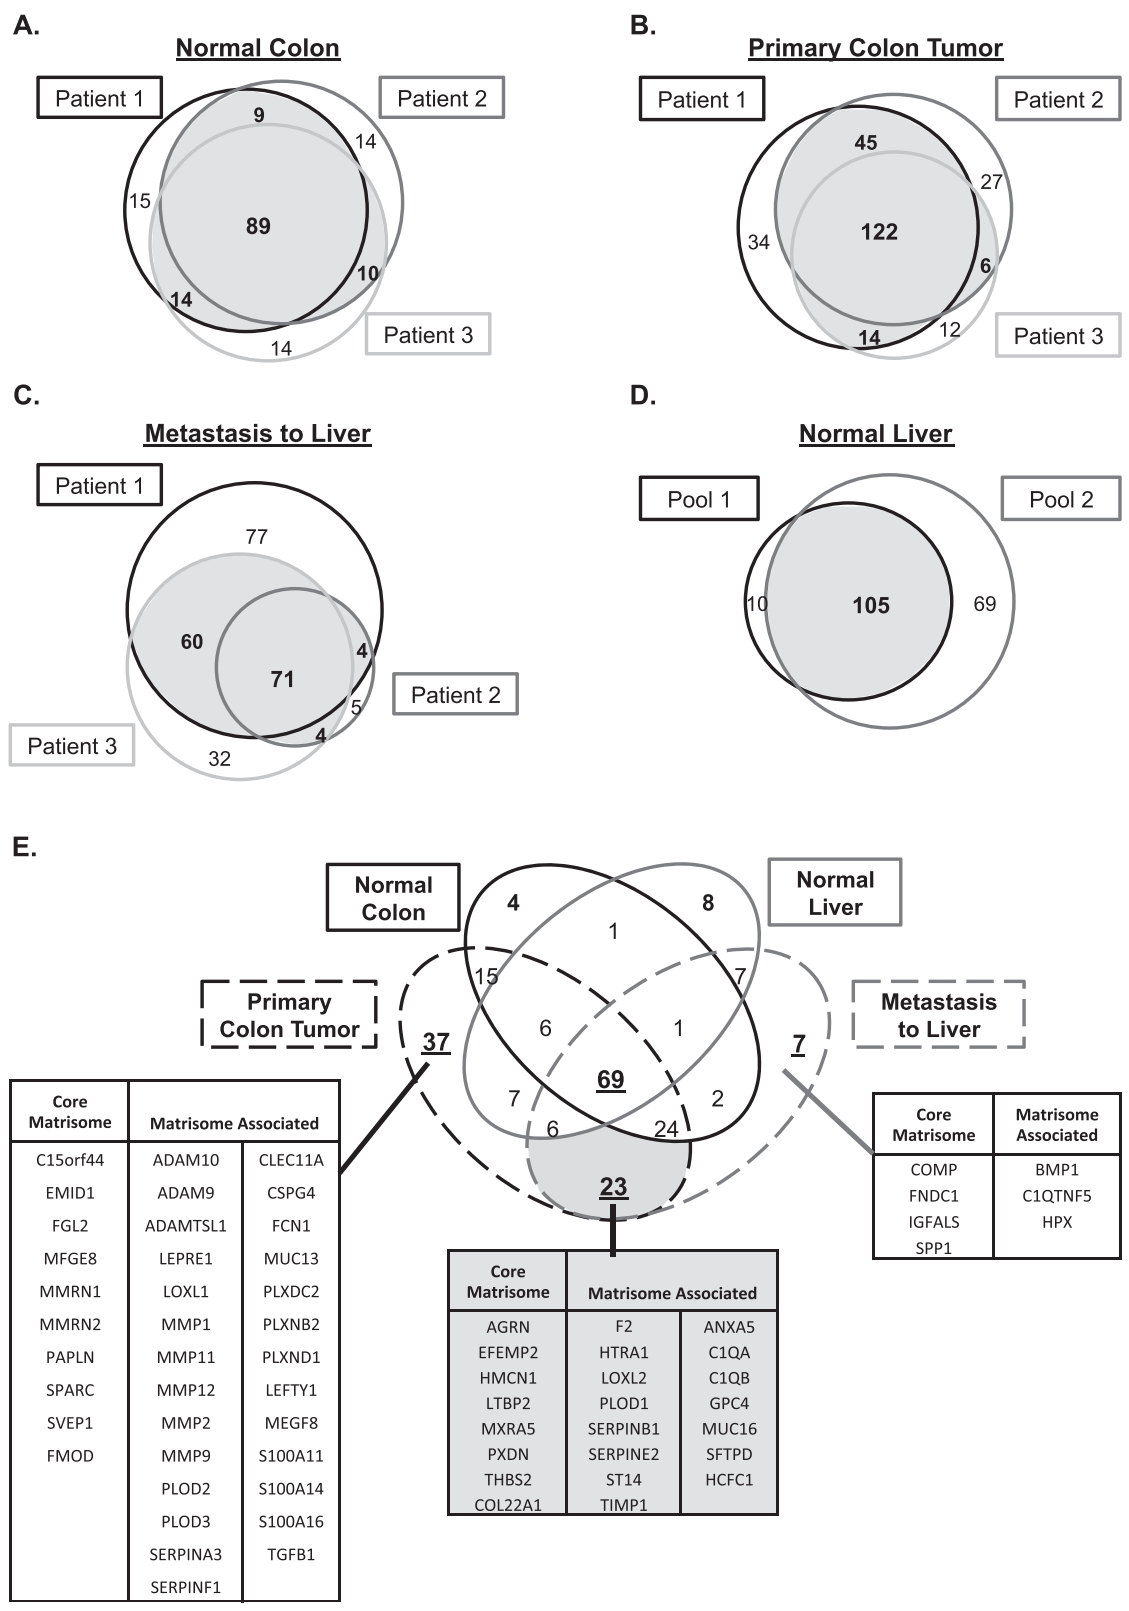 A.
Normal Colon
Patient 1
Patient 2
9
14
15
89
10
14
Patient 3
14
B.
Primary Colon Tumor
Patient 1
Patient 2
45
27
34
122
6
14
12
Patient 3
C.
Metastasis to Liver
Patient 1
77
60
4
71
Patient 2
5
4
Patient 3
32
D.
Normal Liver
Pool 1
Pool 2
10
105
69
E.
Normal
Colon
Normal
Liver
4
8
1
15
7
Primary
Colon Tumor
Metastasis
to Liver
6
1
37
7
69
7
2
6
24
23
Core
Matrisome
Matrisome Associated
C15orf44 ADAM10 CLEC11A
EMID1 ADAM9 CSPG4
FGL2 ADAMTSL1 FCN1
MFGE8 LEPRE1 MUC13
MMRN1 LOXL1 PLXDC2
MMRN2 MMP1 PLXNB2
PAPLN MMP11 PLXND1
SPARC MMP12 LEFTY1
SVEP1 MMP2 MEGF8
FMOD MMP9 S100A11
PLOD2 S100A14
PLOD3 S100A16
SERPINA3 TGFB1
SERPINF1
Core
Matrisome
Matrisome Associated
AGRN F2 ANXA5
EFEMP2 HTRA1 C1QA
HMCN1 LOXL2 C1QB
LTBP2 PLOD1 GPC4
MXRA5 SERPINB1 MUC16
PXDN SERPINE2 SFTPD
THBS2 ST14 HCFC1
COL22A1 TIMP1
Core
Matrisome
Matrisome
Associated
COMP BMP1
FNDC1 C1QTNF5
IGFALS HPX
SPP1